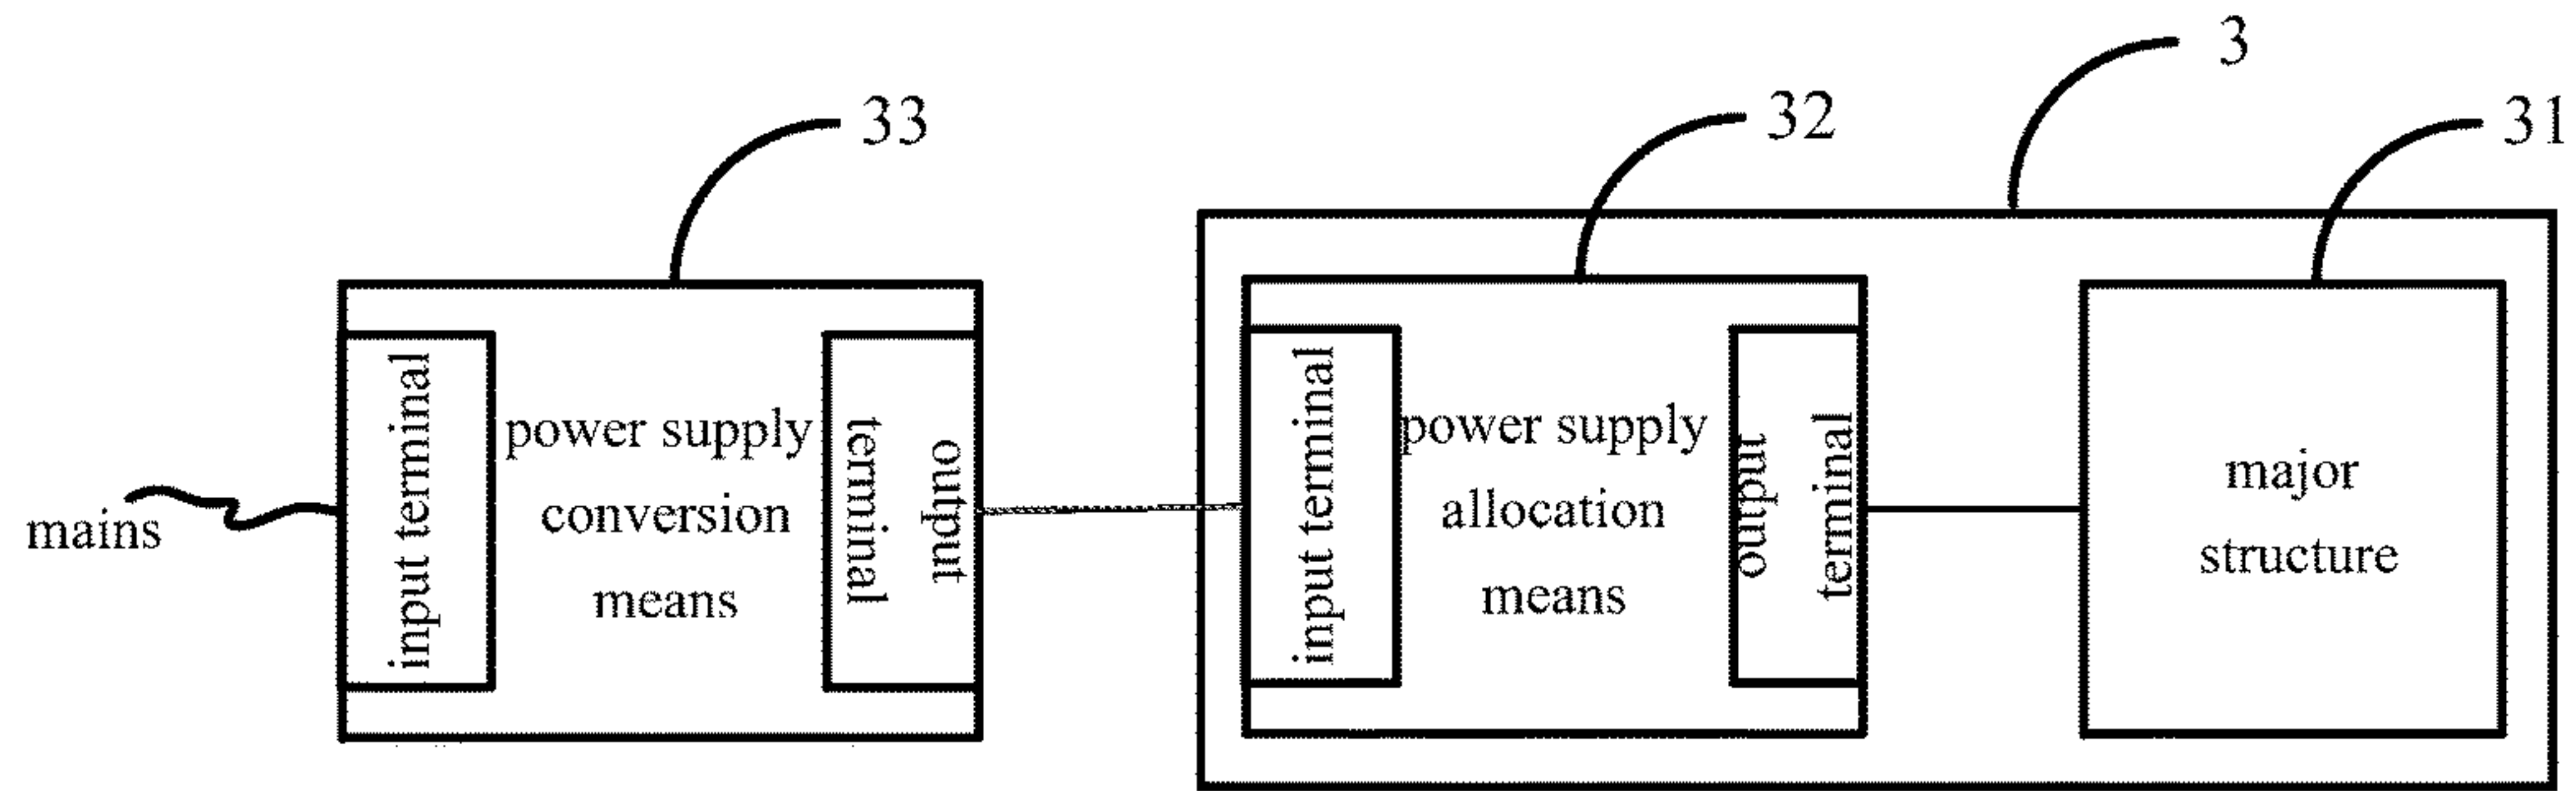 3
33
32
31
mains
input terminal
power supply
conversion
means
output
terminal
input terminal
power supply
allocation
means
output
terminal
major
structure